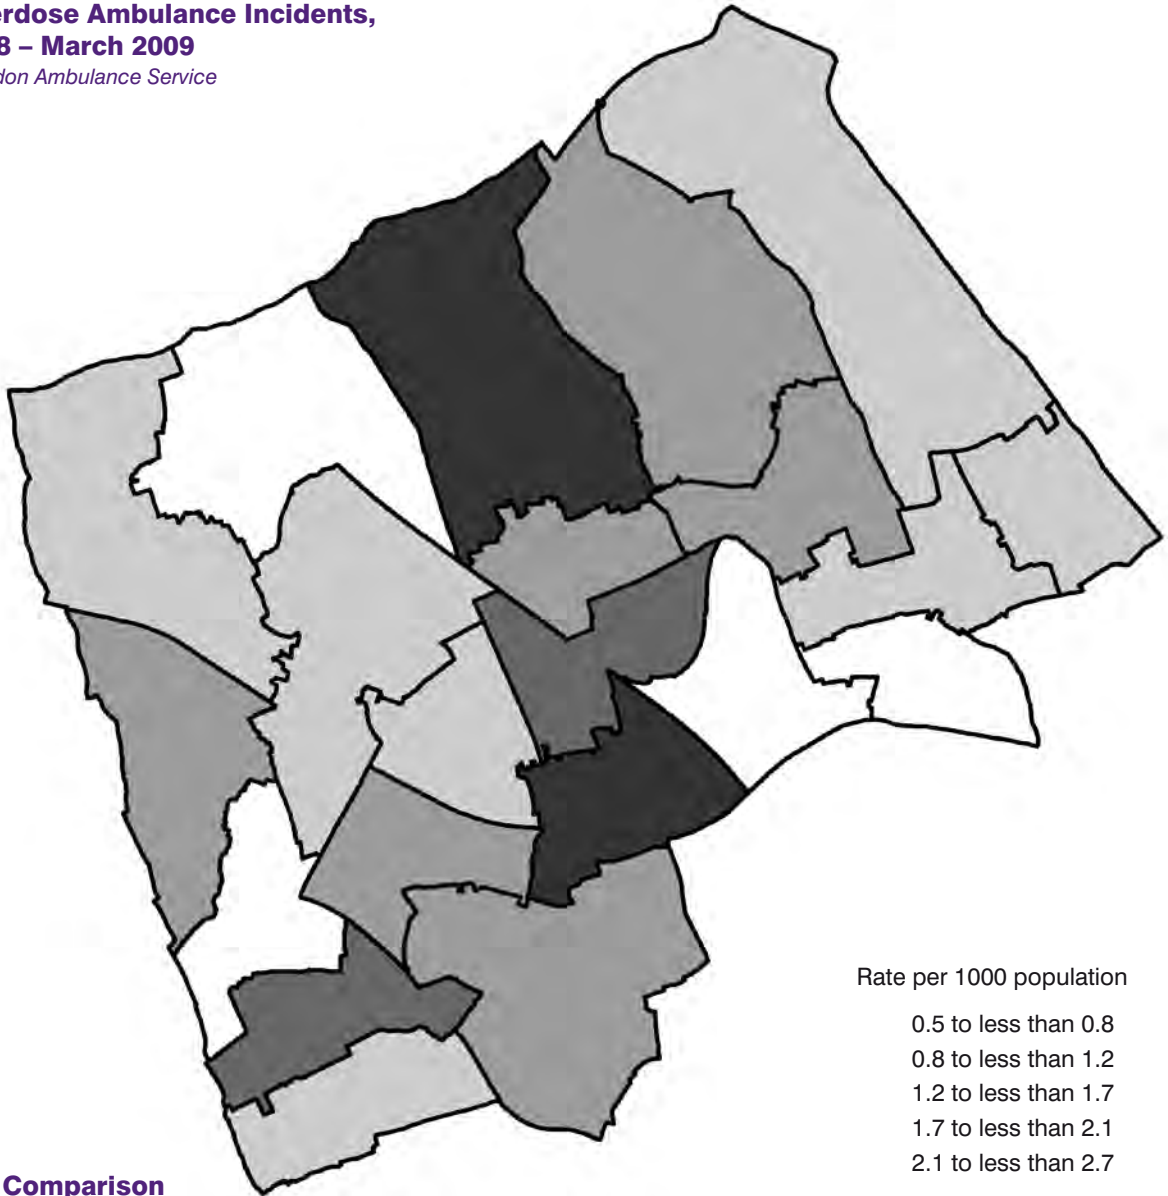 erdose Ambulance Incidents,
8 – March 2009
don Ambulance Service
Rate per 1000 population
0.5 to less than 0.8
0.8 to less than 1.2
1.2 to less than 1.7
1.7 to less than 2.1
2.1 to less than 2.7
Comparison